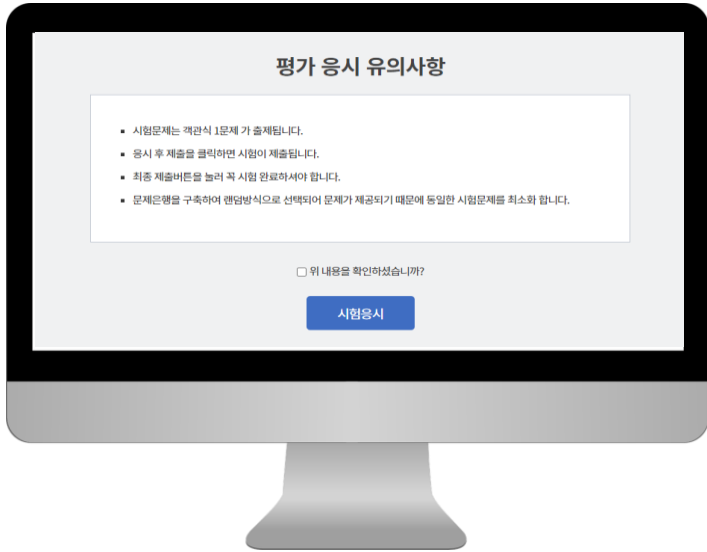 평가 응시 유의사항
시험문제는 객관식 1문제 가 출제됩니다.
응시 후 제출을 클릭하면 시험이 제출됩니다.
최종 제출버튼을 눌러 꼭 시험 완료하셔야 합니다.
문제은행을 구축하여 랜덤방식으로 선택되어 문제가 제공되기 때문에 동일한 시험문제를 최소화 합니다.
위 내용을 확인하셨습니까?
시험응시